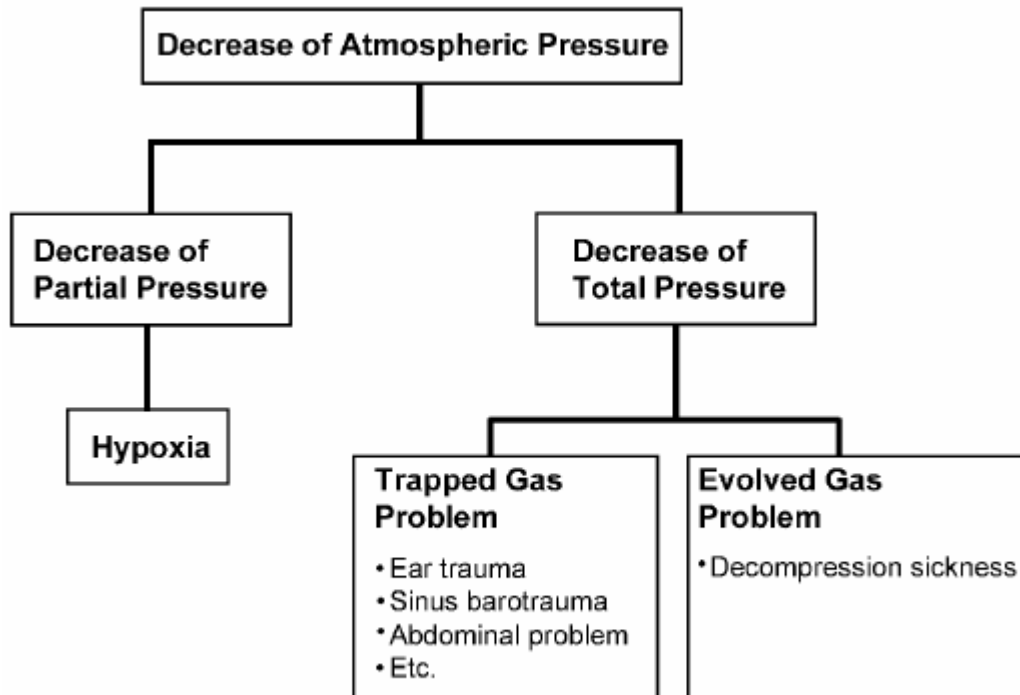 Decrease of Atmospheric Pressure
Decrease of
Partial Pressure
Decrease of
Total Pressure
Hypoxia
Trapped Gas
Problem
• Ear trauma
• Sinus barotrauma
• Abdominal problem
• Etc.
Evolved Gas
Problem
• Decompression sickness